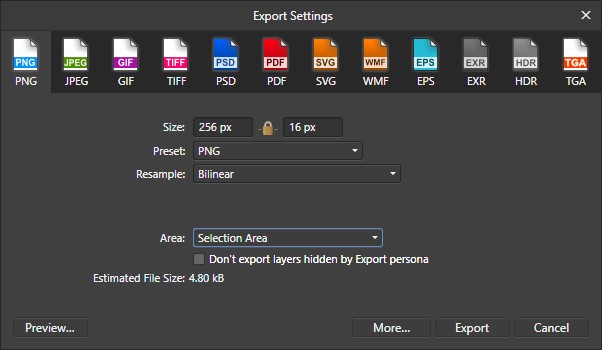 Export Settings
PNG JPEG GIF TIFF PSD PDF SVG WMF EPS EXR HDR TGA
PNG JPEG GIF TIFF PSD PDF SVG WMF EPS EXR HDR TGA
Size: 256 px 16 px
Preset: PNG
Resample: Bilinear
Area: Selection Area
Don't export layers hidden by Export persona
Estimated File Size: 4.80 kB
Preview... More... Export Cancel